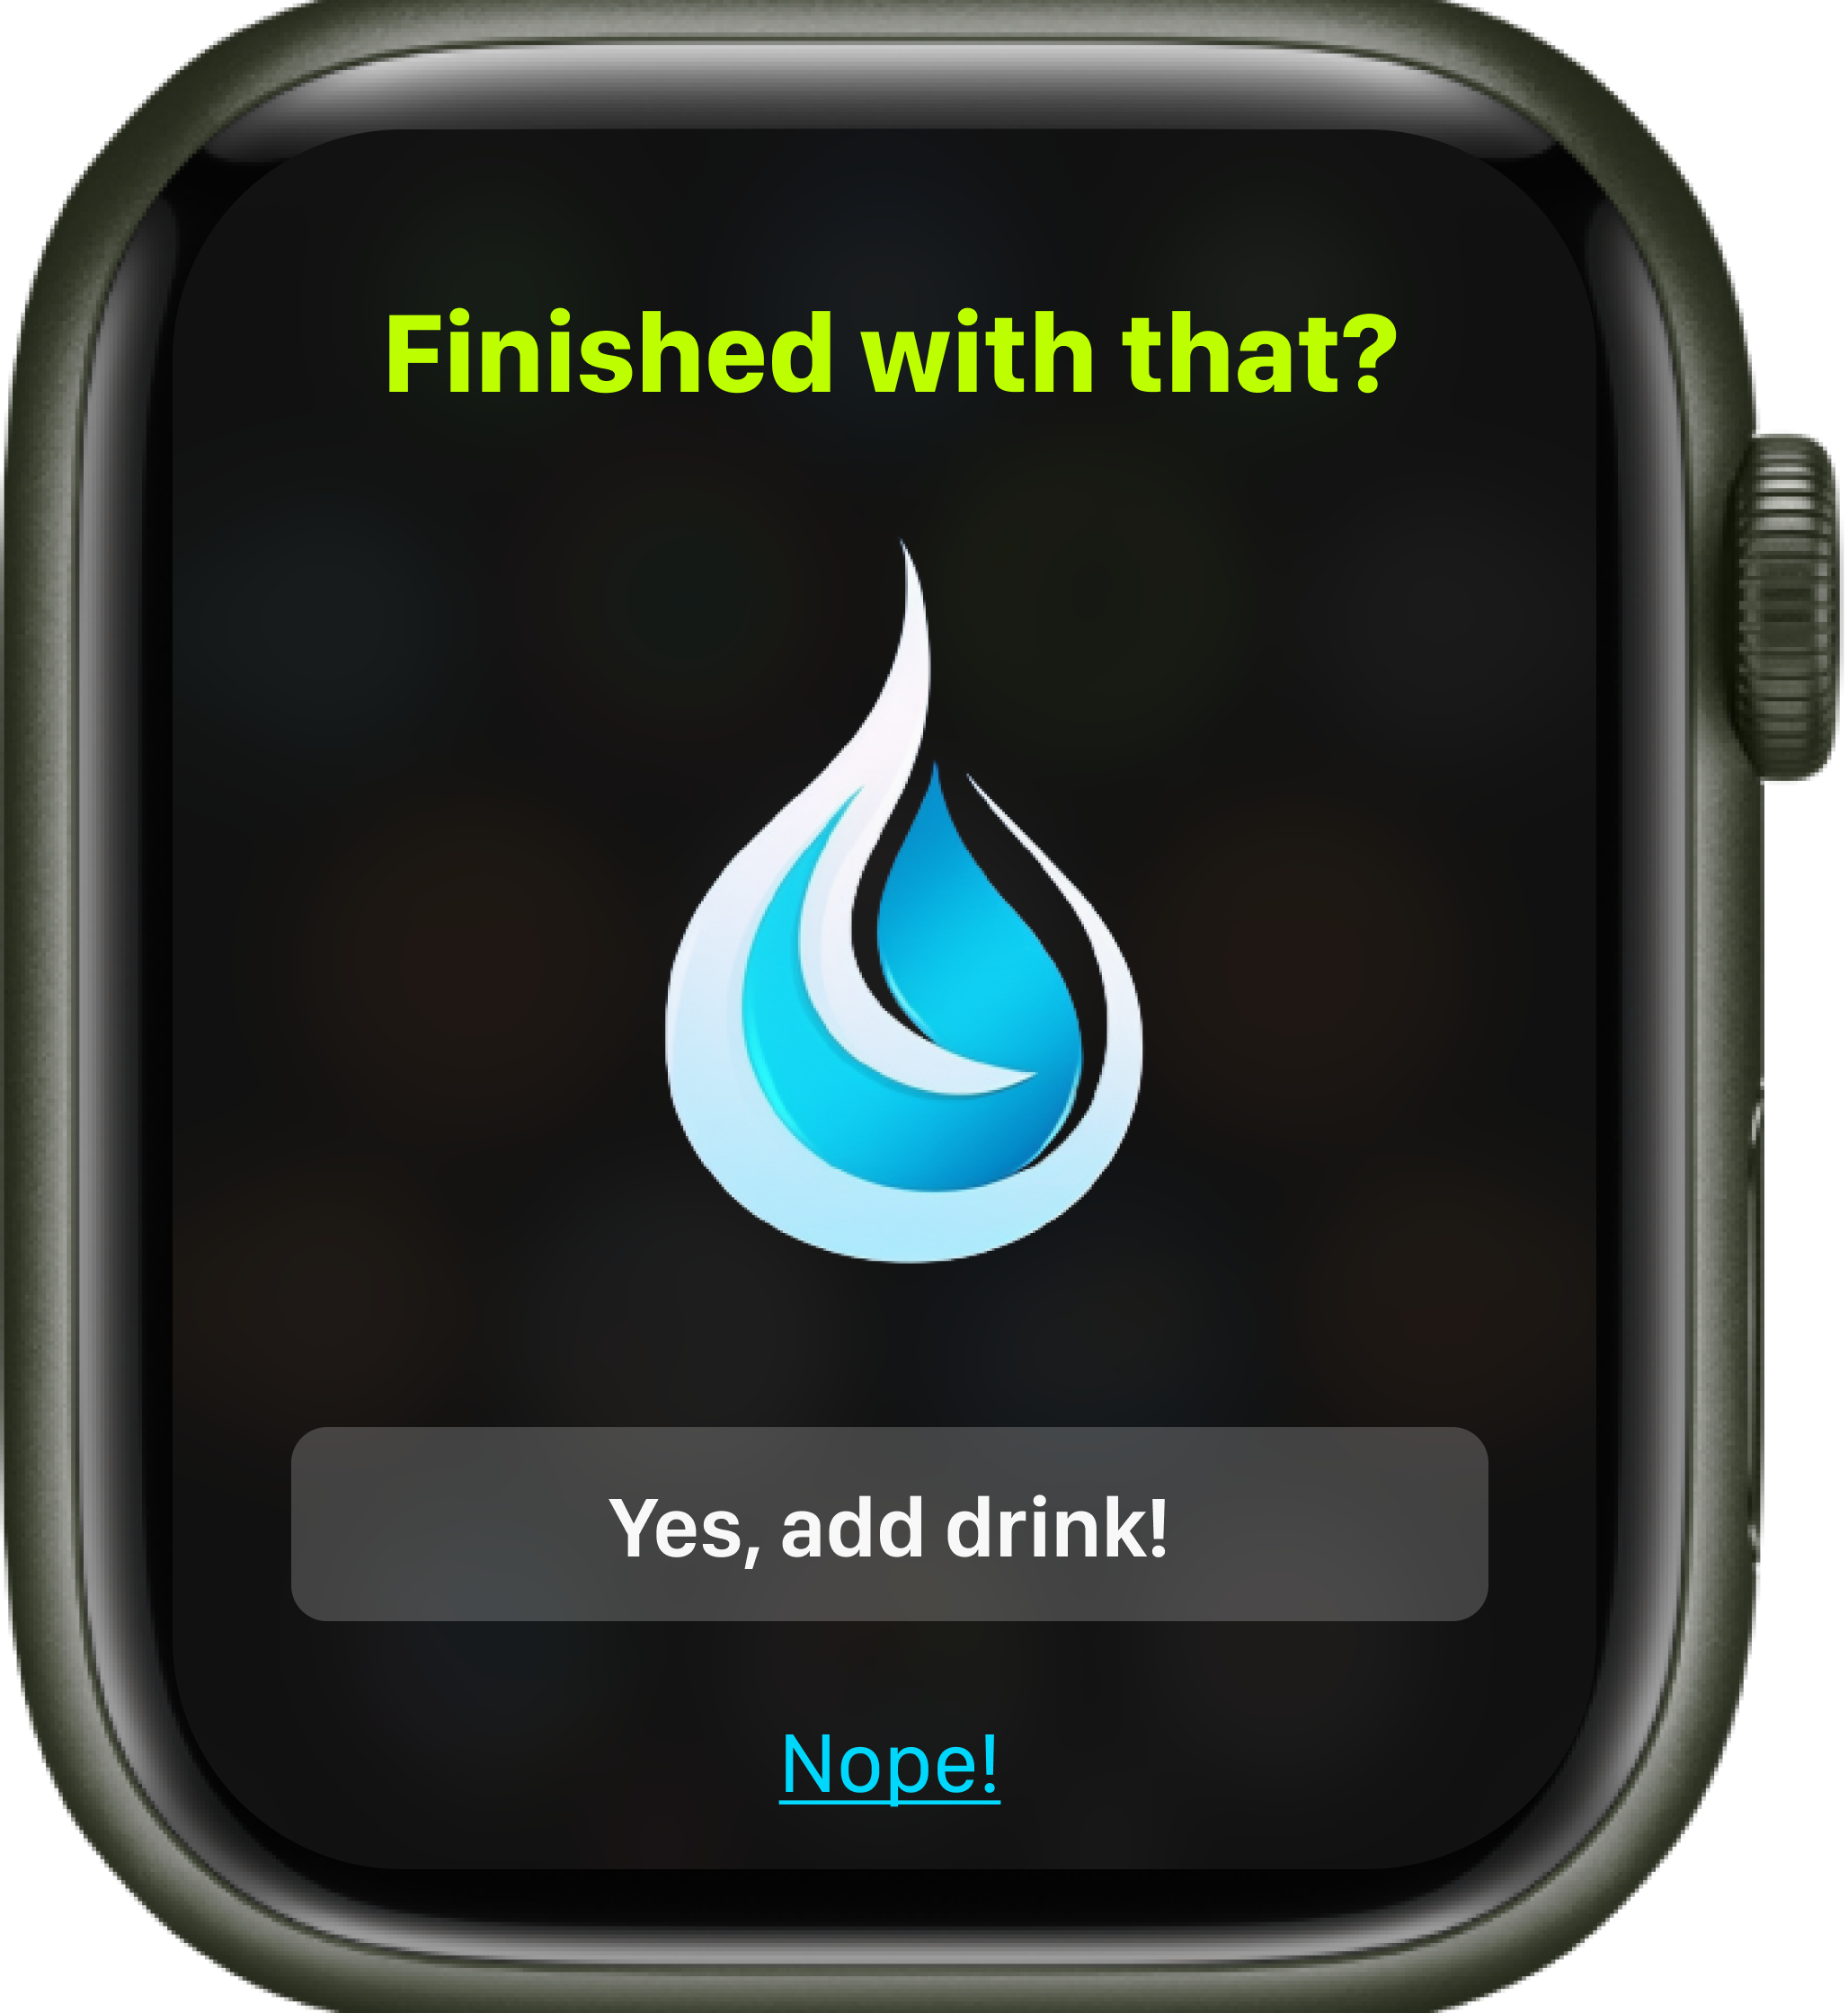 Finished with that?
Yes, add drink!
Nope!